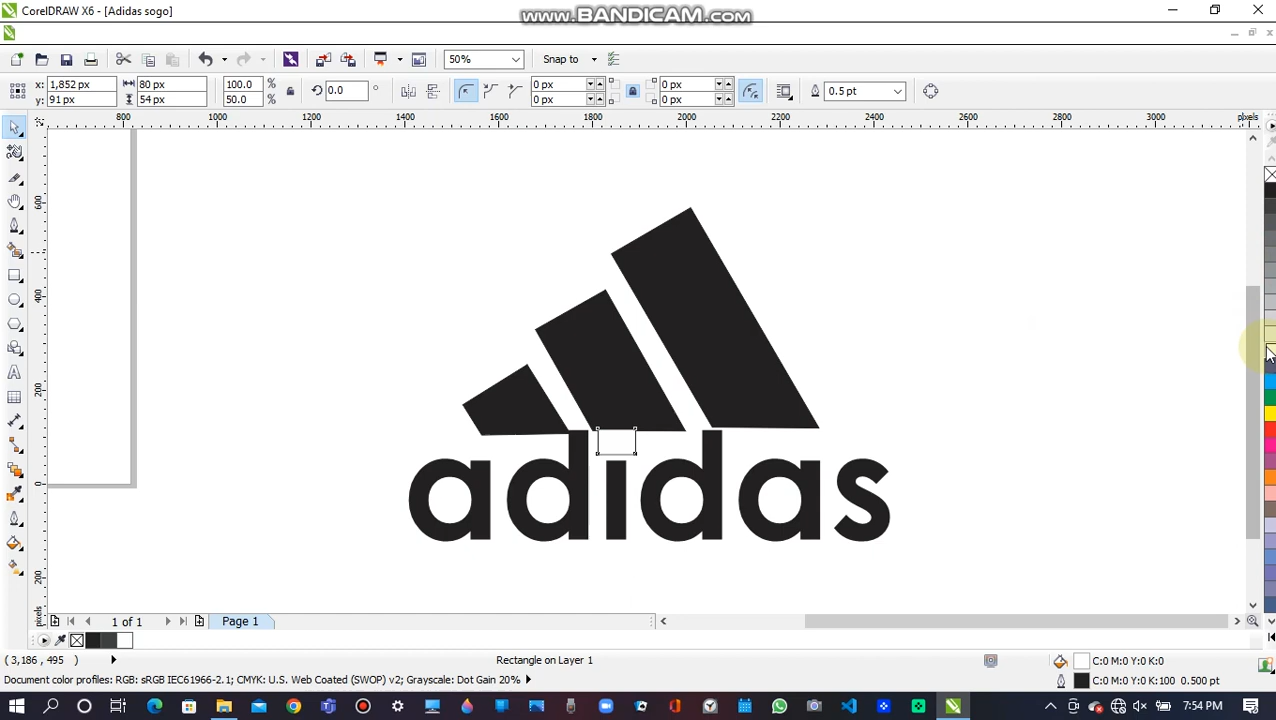 CorelDRAW X6 - [Adidas sogo]
www.BANDICAM.com
50%
Snap to
x: 1,852 px
80 px
100.0 %
0.0 °
0 px
0 px
0.5 pt
y: 91 px
54 px
50.0 %
0 px
0 px
800 1000 1200 1400 1600 1800 2000 2200 2400 2600 2800 3000 pixels
600
400
200
0
200
pixels
adidas
1 of 1
Page 1
(3,186 , 495 )
Rectangle on Layer 1
C:0 M:0 Y:0 K:0
Document color profiles: RGB: sRGB IEC61966-2.1; CMYK: U.S. Web Coated (SWOP) v2; Grayscale: Dot Gain 20%
C:0 M:0 Y:0 K:100 0.500 pt
7:54 PM